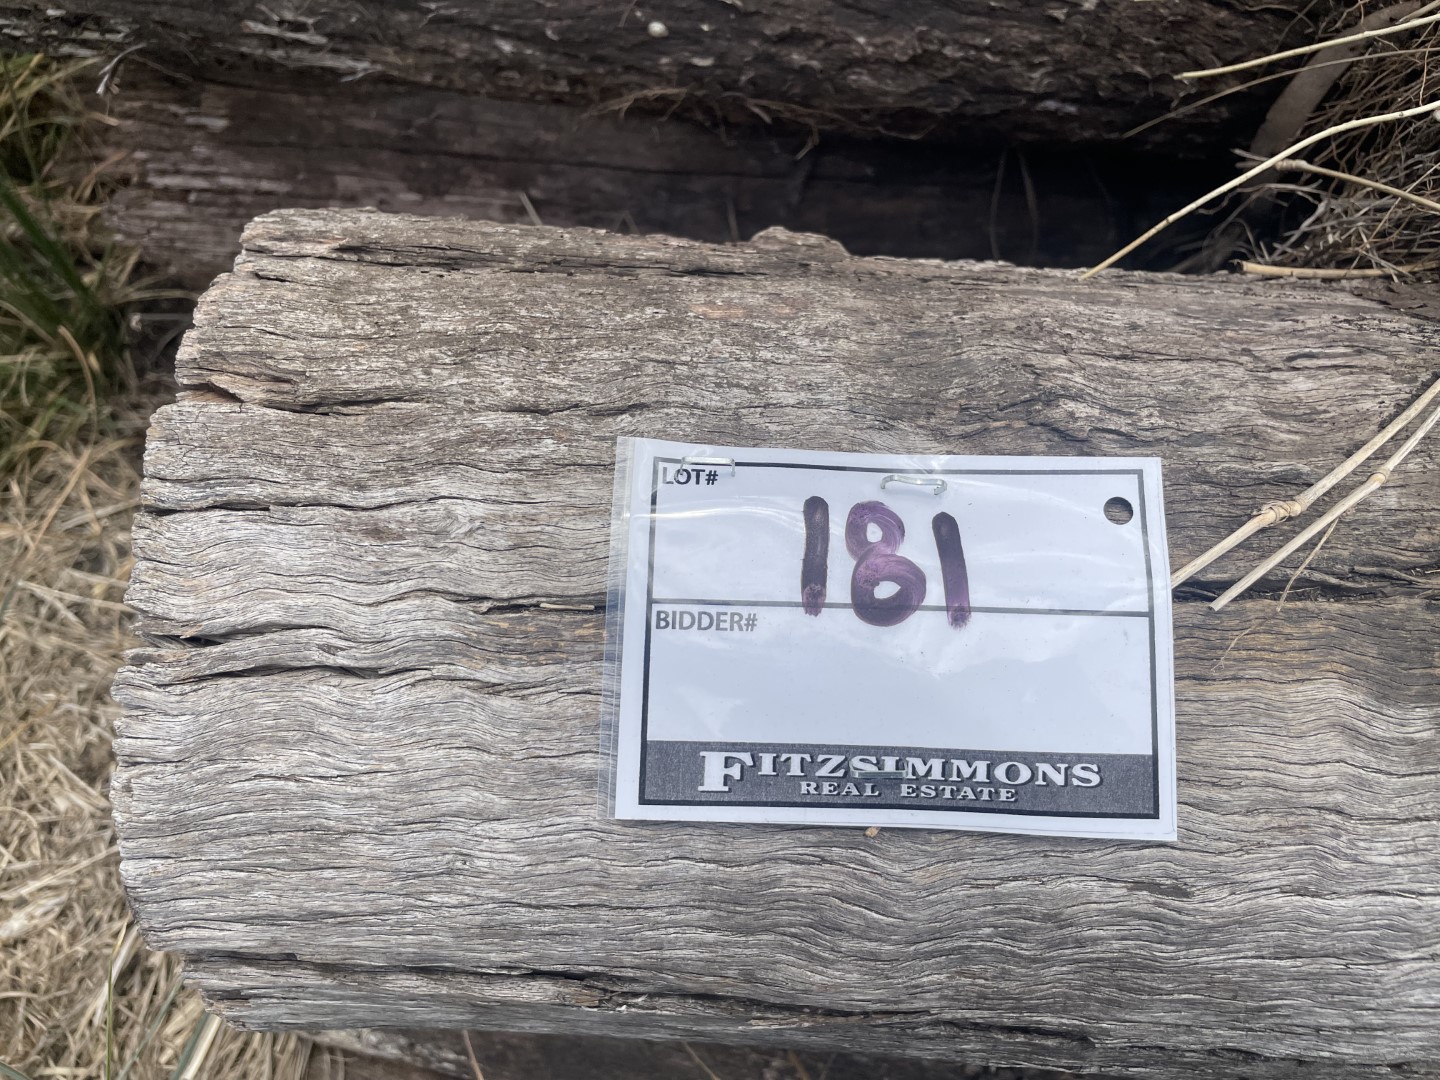 LOT#
181
BIDDER#
FITZSIMMONS
REAL ESTATE